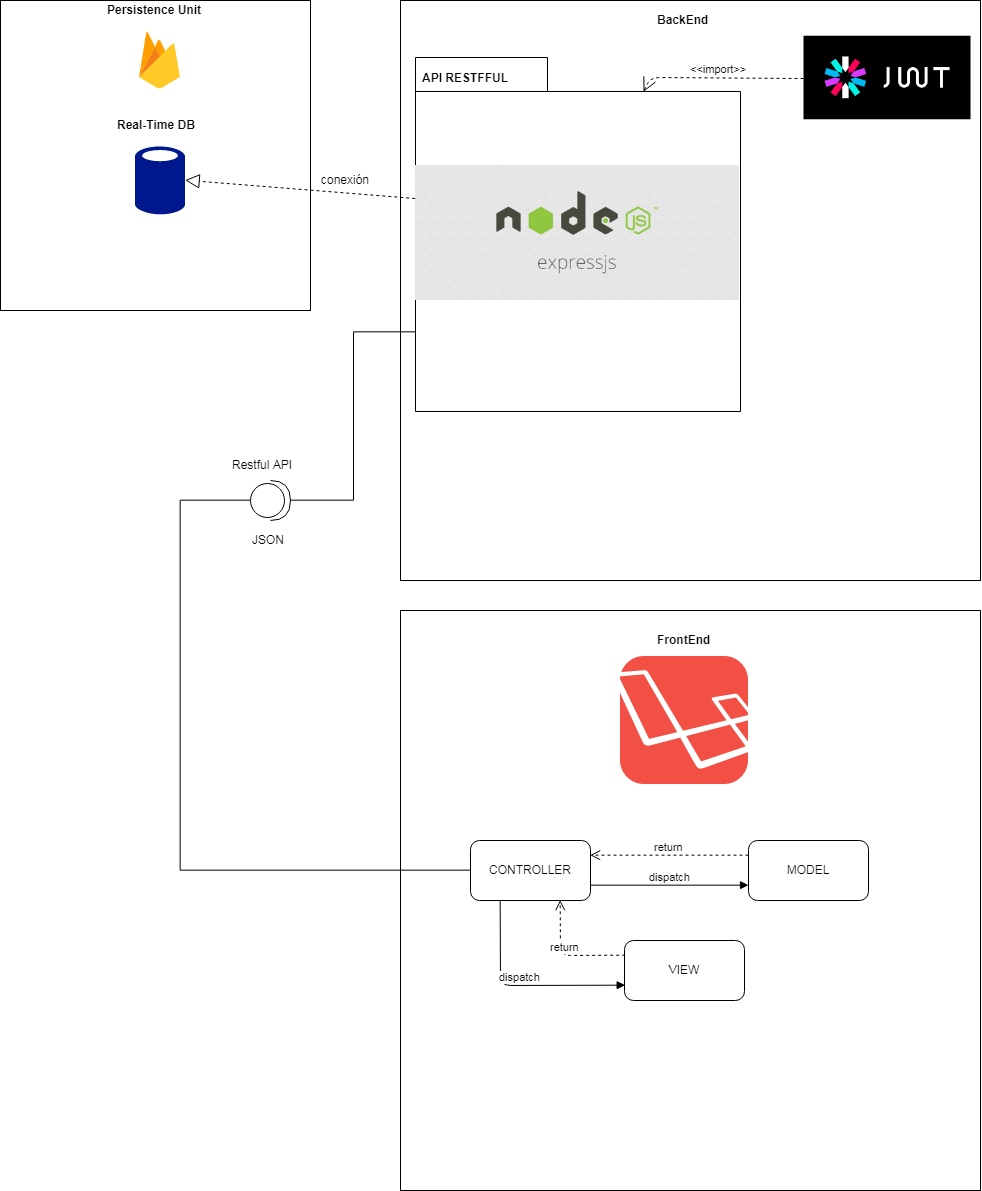 Persistence Unit
Real-Time DB
conexión
BackEnd
API RESTFFUL
<<import>>
JWT
node
JS
™
expressjs
Restful API
JSON
FrontEnd
CONTROLLER
return
dispatch
MODEL
return
dispatch
VIEW